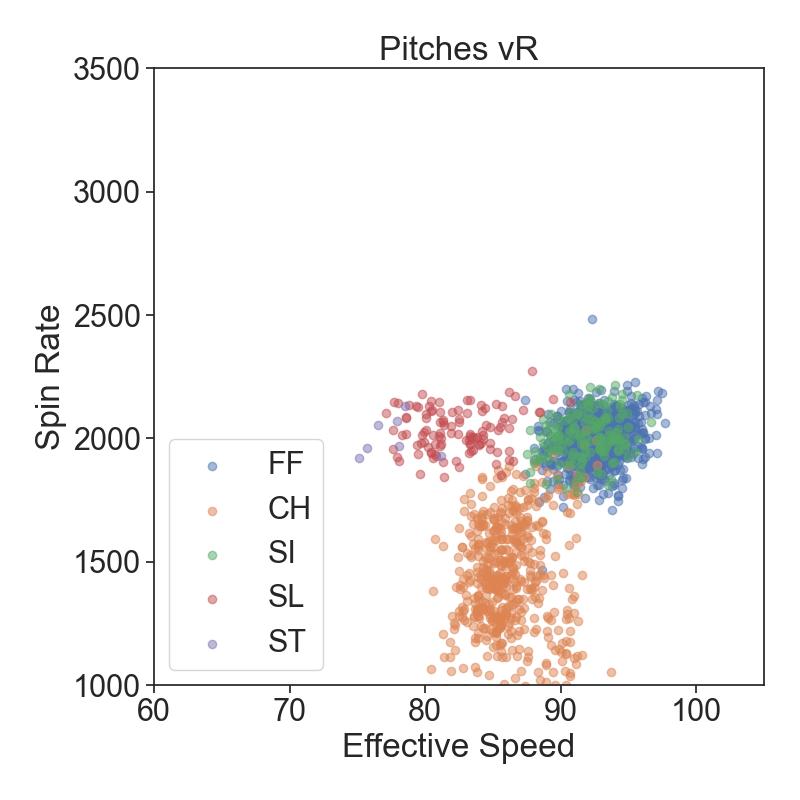 Pitches vR
3500
3000
2500
2000
1500
1000
Spin Rate
FF
CH
SI
SL
ST
60 70 80 90 100
Effective Speed